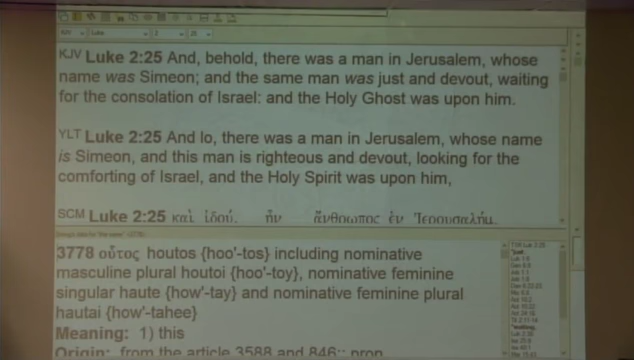 KJV Luke 2:25 And, behold, there was a man in Jerusalem, whose
name was Simeon; and the same man was just and devout, waiting
for the consolation of Israel: and the Holy Ghost was upon him.
YLT Luke 2:25 And lo, there was a man in Jerusalem, whose name
is Simeon, and this man is righteous and devout, looking for the
comforting of Israel, and the Holy Spirit was upon him,
SCM Luke 2:25 καὶ ἰδού, ἦν ἄνθρωπος ἐν Ἱερουσαλήμ,
3778 οὗτος houtos {hoo'-tos} including nominative
masculine plural houtoi {hoo'-toy}, nominative feminine
singular haute {how'-tay} and nominative feminine plural
hautai {how'-tahee}
Meaning: 1) this
Origin: from the article 3588 and 846;; pron